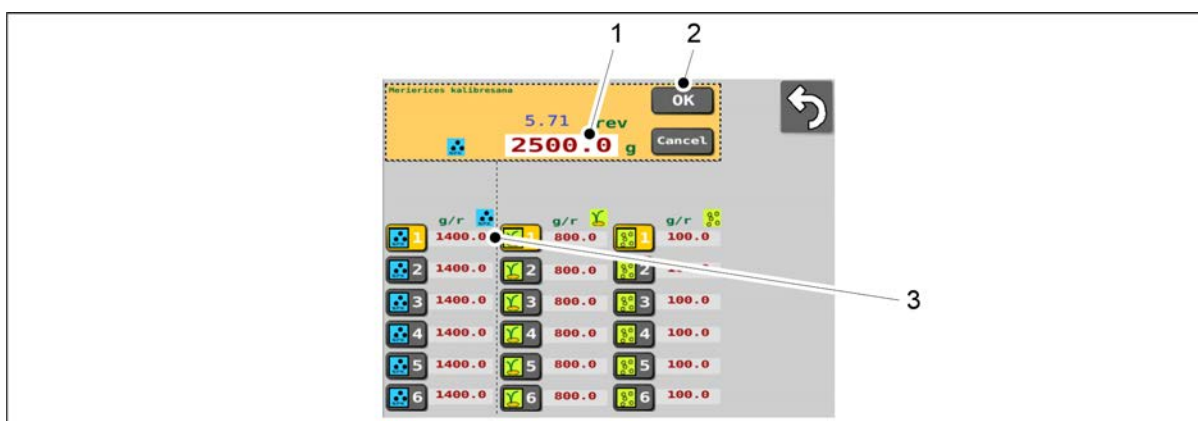 1 2
Merierices kalibresana
OK
5.71 rev
2500.0 g
Cancel
g/r g/r g/r
1 1400.0 1 800.0 1 100.0
2 1400.0 2 800.0 2
3 1400.0 3 800.0 3 100.0
3
4 1400.0 4 800.0 4 100.0
5 1400.0 5 800.0 5 100.0
6 1400.0 6 800.0 6 100.0